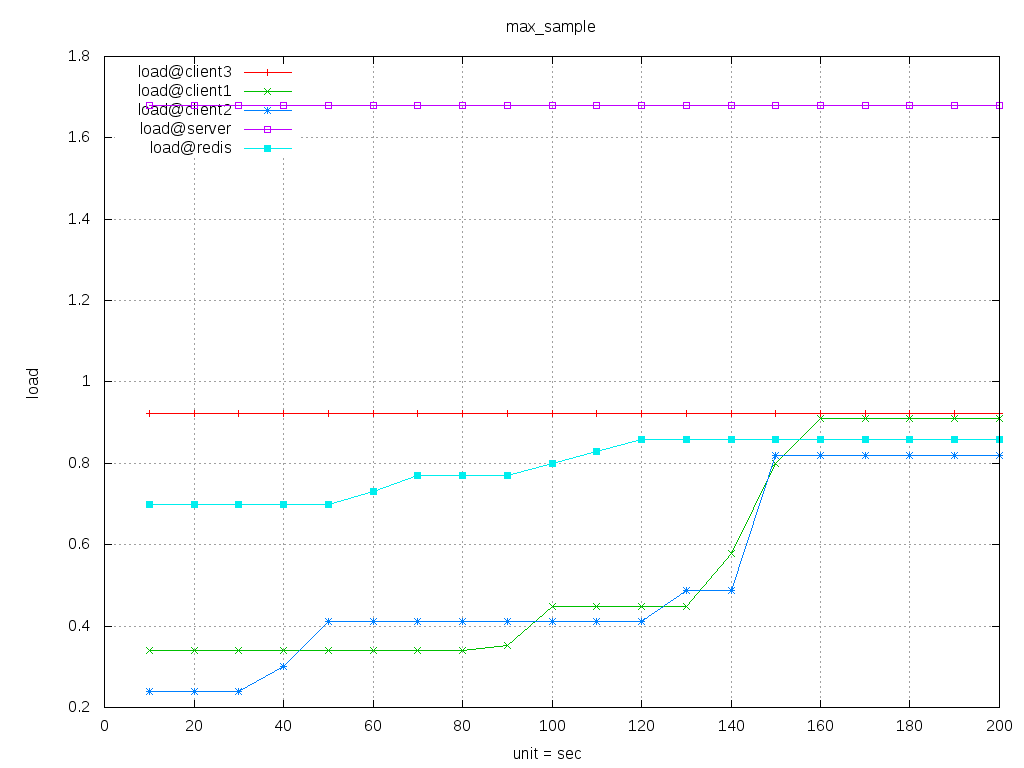 max_sample
1.8
load@client3
load@client1
load@client2
load@server
load@redis
1.6
1.4
1.2
1
load
0.8
0.6
0.4
0.2
0 20 40 60 80 100 120 140 160 180 200
unit = sec